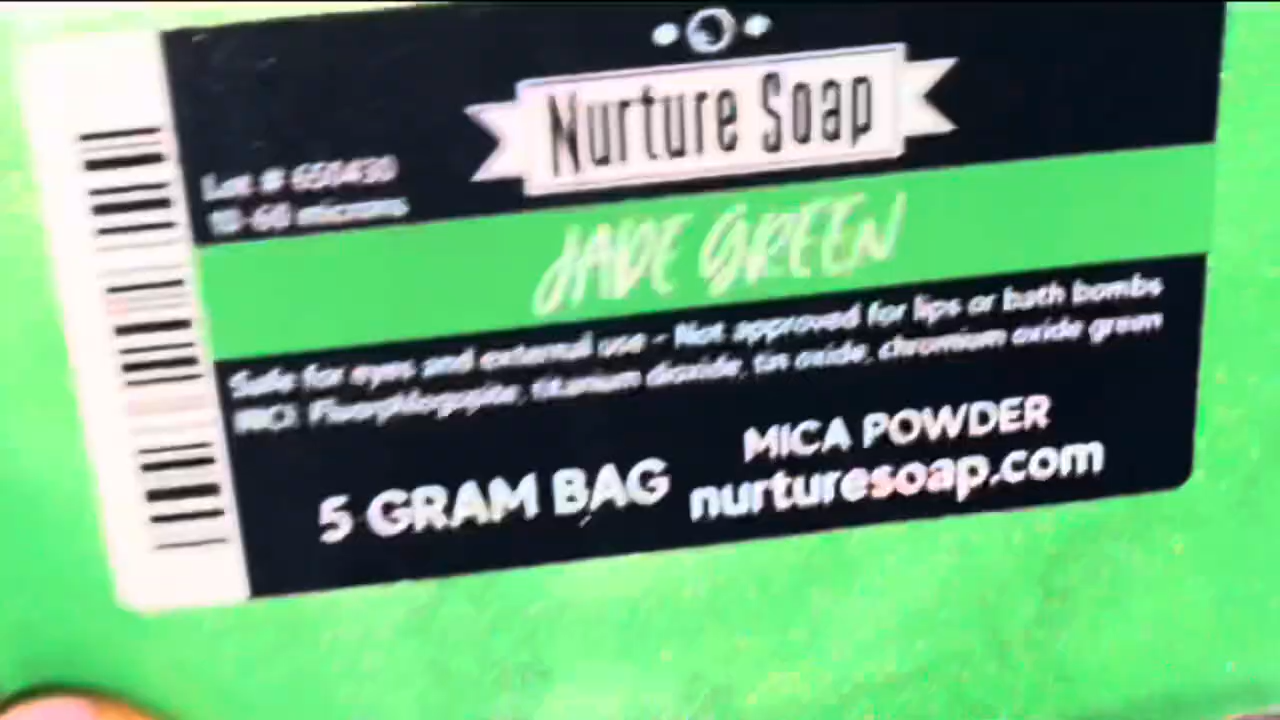 Nurture Soap
Lot # 650430
10-60 microns
JADE GREEN
Safe for eyes and external use - Not approved for lips or bath bombs
INCI: Fluorphlogopite, titanium dioxide, tin oxide, chromium oxide green
5 GRAM BAG
MICA POWDER
nurturesoap.com